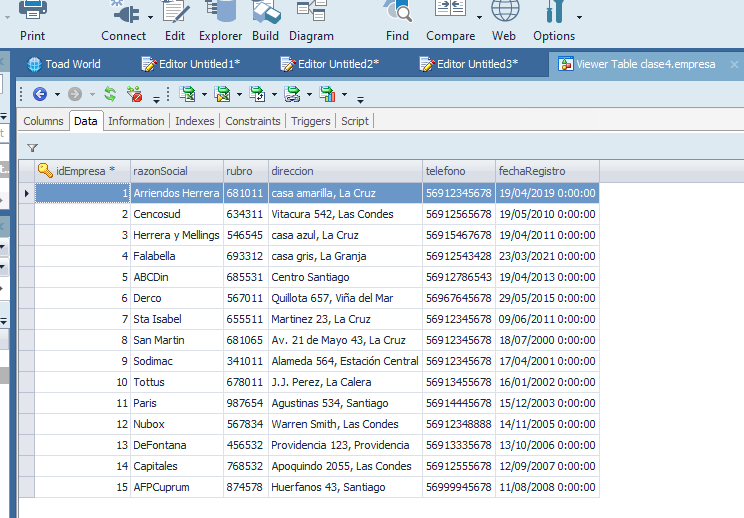 Print Connect Edit Explorer Build Diagram Find Compare Web Options
Toad World Editor Untitled1* Editor Untitled2* Editor Untitled3* Viewer Table clase4.empresa
Columns Data Information Indexes Constraints Triggers Script
idEmpresa * razonSocial rubro direccion telefono fechaRegistro
1 Arriendos Herrera 681011 casa amarilla, La Cruz 56912345678 19/04/2019 0:00:00
2 Cencosud 634311 Vitacura 542, Las Condes 56912565678 19/05/2010 0:00:00
3 Herrera y Mellings 546545 casa azul, La Cruz 56915467678 19/04/2011 0:00:00
4 Falabella 693312 casa gris, La Granja 56912543428 23/03/2021 0:00:00
5 ABCDin 685531 Centro Santiago 56912786543 19/04/2013 0:00:00
6 Derco 567011 Quillota 657, Viña del Mar 56967645678 29/05/2015 0:00:00
7 Sta Isabel 655511 Martinez 23, La Cruz 56912345678 09/06/2011 0:00:00
8 San Martin 681065 Av. 21 de Mayo 43, La Cruz 56912345678 18/07/2000 0:00:00
9 Sodimac 341011 Alameda 564, Estación Central 56912345678 17/04/2001 0:00:00
10 Tottus 678011 J.J. Perez, La Calera 56913455678 16/01/2002 0:00:00
11 Paris 987654 Agustinas 534, Santiago 56914445678 15/12/2003 0:00:00
12 Nubox 567834 Warren Smith, Las Condes 56912348888 14/11/2005 0:00:00
13 DeFontana 456532 Providencia 123, Providencia 56913335678 13/10/2006 0:00:00
14 Capitales 768532 Apoquindo 2055, Las Condes 56912555678 12/09/2007 0:00:00
15 AFPCuprum 874578 Huerfanos 43, Santiago 56999945678 11/08/2008 0:00:00